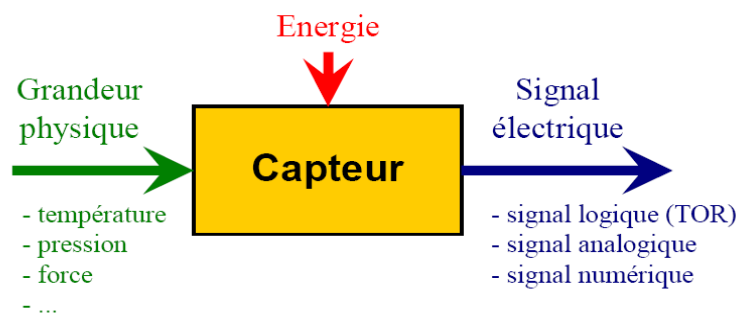 Energie
Grandeur
physique
Capteur
Signal
électrique
- température
- pression
- force
- ...
- signal logique (TOR)
- signal analogique
- signal numérique